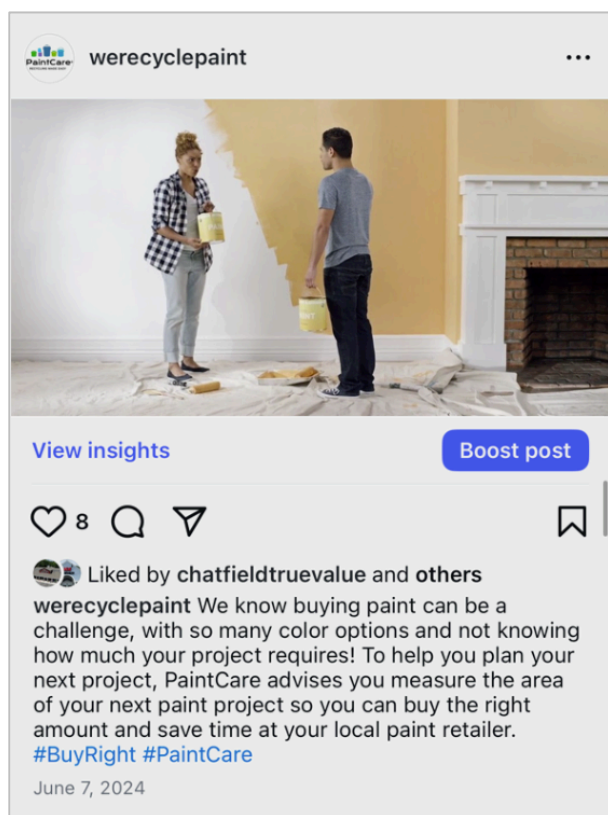 PaintCare
werecyclepaint
View insights
Boost post
8
Liked by chatfieldtruevalue and others
werecyclepaint We know buying paint can be a
challenge, with so many color options and not knowing
how much your project requires! To help you plan your
next project, PaintCare advises you measure the area
of your next paint project so you can buy the right
amount and save time at your local paint retailer.
#BuyRight #PaintCare
June 7, 2024